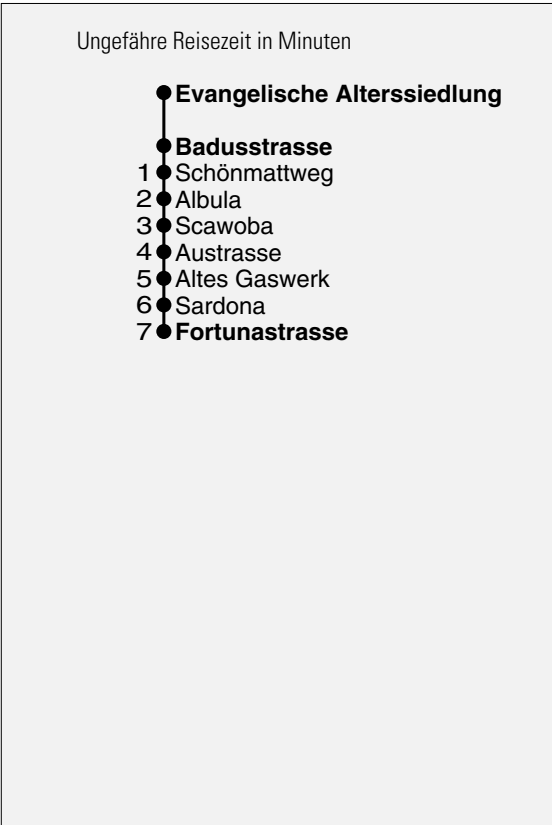 Ungefähre Reisezeit in Minuten
Evangelische Alterssiedlung
Badusstrasse
1 Schönmattweg
2 Albula
3 Scawoba
4 Austrasse
5 Altes Gaswerk
6 Sardona
7 Fortunastrasse